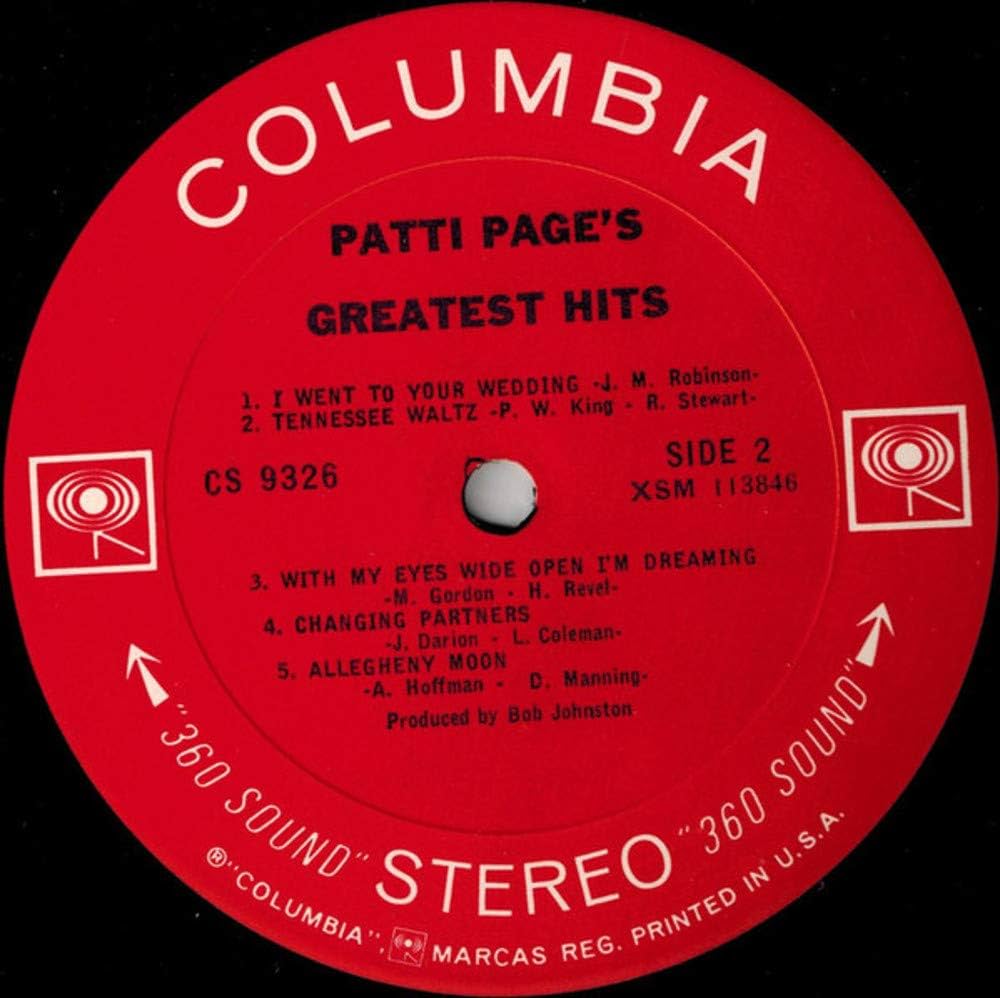 COLUMBIA
PATTI PAGE'S
GREATEST HITS
1. I WENT TO YOUR WEDDING -J. M. Robinson-
2. TENNESSEE WALTZ -P. W. King - R. Stewart-
CS 9326
SIDE 2
XSM 113846
3. WITH MY EYES WIDE OPEN I'M DREAMING
-M. Gordon - H. Revel-
4. CHANGING PARTNERS
-J. Darion - L. Coleman-
5. ALLEGHENY MOON
-A. Hoffman - D. Manning-
Produced by Bob Johnston
"360 SOUND" STEREO "360 SOUND"
®"COLUMBIA", MARCAS REG. PRINTED IN U.S.A.